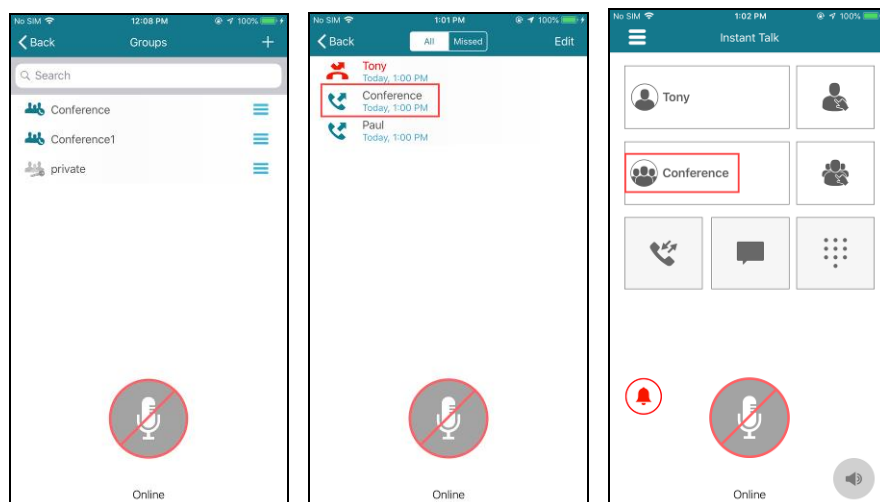 No SIM 12:08 PM 100%
Back Groups +
Search
Conference
Conference1
private
Online
No SIM 1:01 PM 100%
Back All Missed Edit
Tony
Today, 1:00 PM
Conference
Today, 1:00 PM
Paul
Today, 1:00 PM
Online
No SIM 1:02 PM 100%
Instant Talk
Tony
Conference
Online